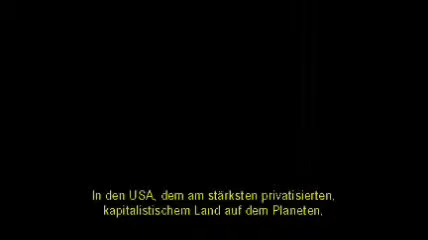 In den USA, dem am stärksten privatisierten,
kapitalistischem Land auf dem Planeten,